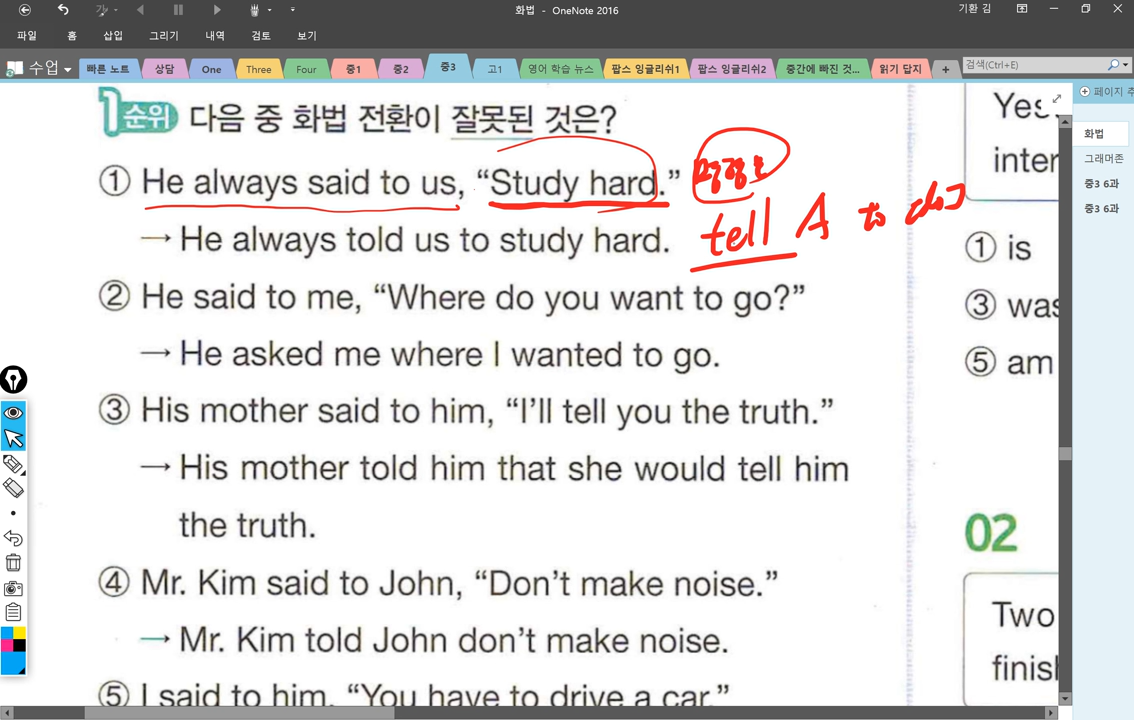 화법 - OneNote 2016
기환 김
파일 홈 삽입 그리기 내역 검토 보기
수업 빠른 노트 상담 One Three Four 중1 중2 중3 고1 영어 학습 뉴스 팝스 잉글리쉬1 팝스 잉글리쉬2 중간에 빠진 것... 읽기 답지 + 검색(Ctrl+E)
1순위 다음 중 화법 전환이 잘못된 것은?
① He always said to us, “Study hard.” 명령문
→ He always told us to study hard. tell A to
② He said to me, “Where do you want to go?”
→ He asked me where I wanted to go.
③ His mother said to him, “I’ll tell you the truth.”
→ His mother told him that she would tell him
the truth.
④ Mr. Kim said to John, “Don’t make noise.”
→ Mr. Kim told John don’t make noise.
⑤ I said to him, “You have to drive a car.”
Yes
inter
① is
③ was
⑤ am
02
Two
finish
페이지 추
화법
그래머존
중3 6과
중3 6과